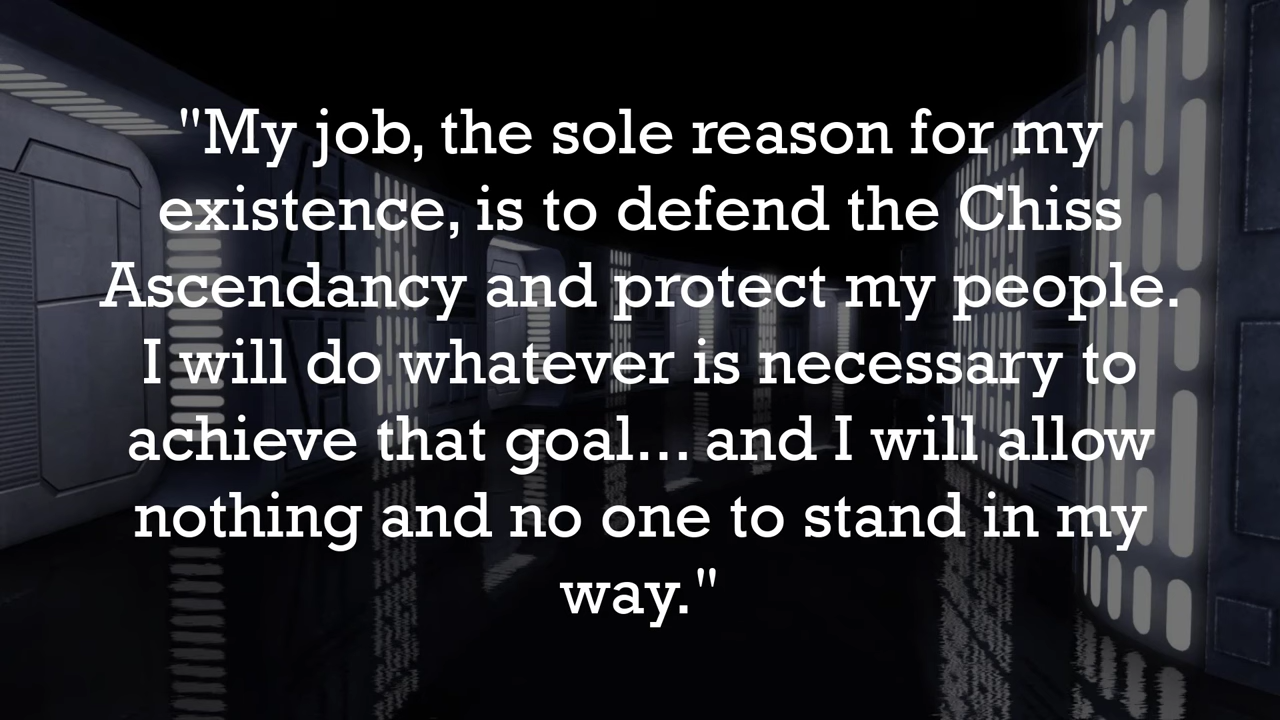 "My job, the sole reason for my
existence, is to defend the Chiss
Ascendancy and protect my people.
I will do whatever is necessary to
achieve that goal... and I will allow
nothing and no one to stand in my
way."